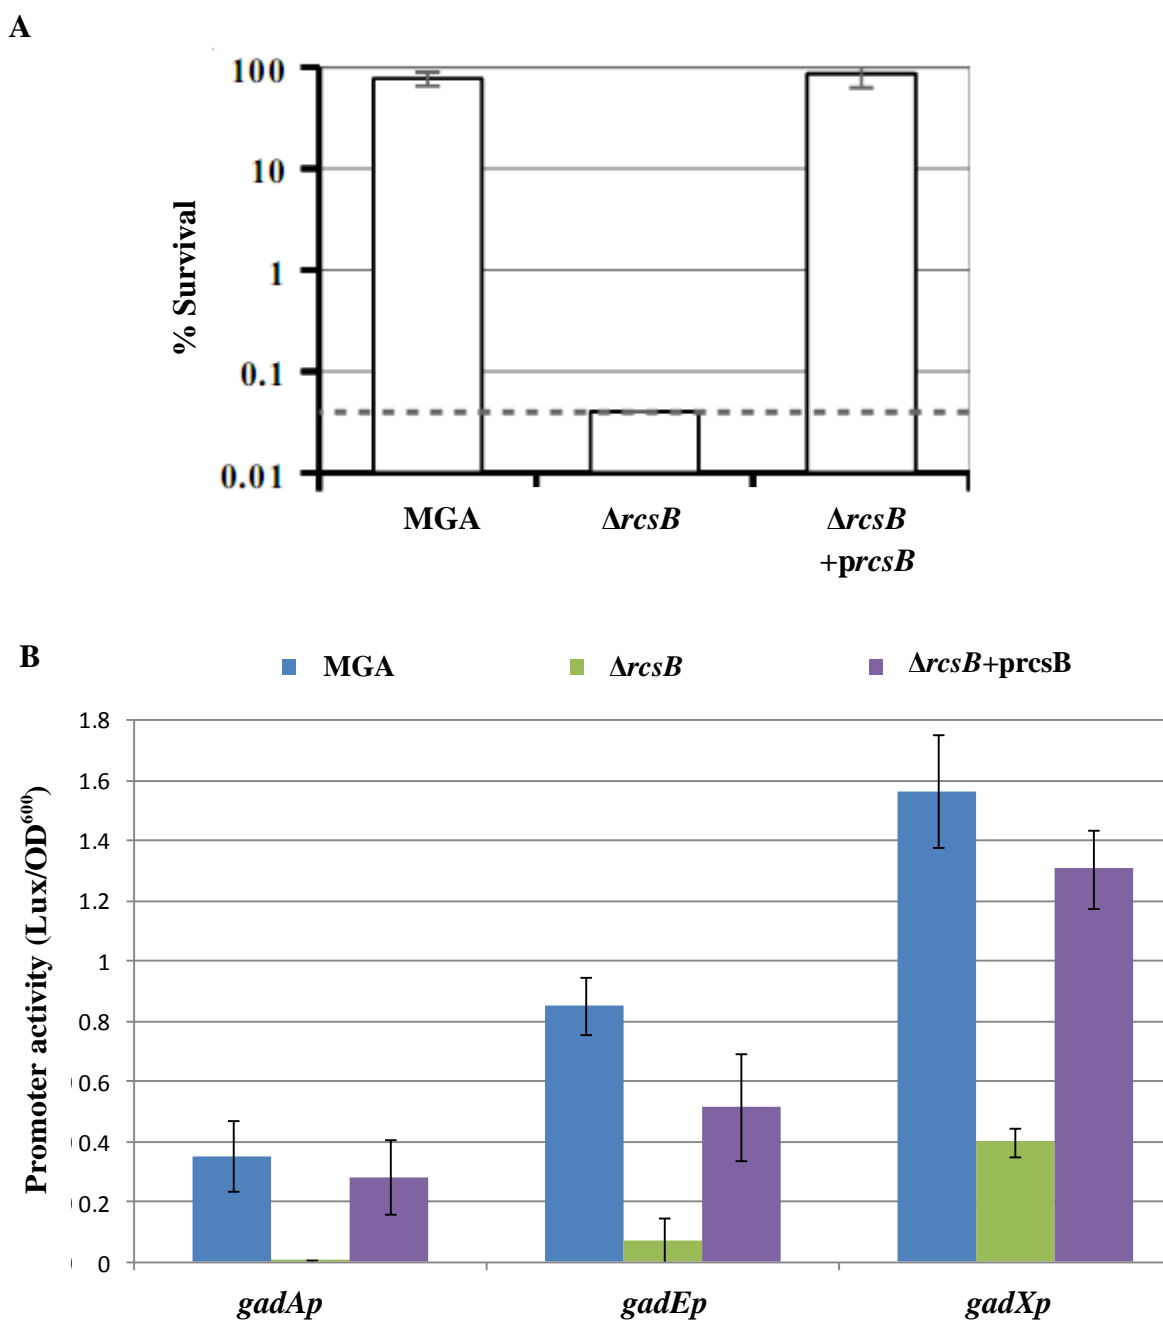 A
100
10
1
0.1
0.01
% Survival
MGA
ΔrcsB
ΔrcsB
+prcsB
B
MGA
ΔrcsB
ΔrcsB+prcsB
1.8
1.6
1.4
1.2
1
0.8
0.6
0.4
0.2
0
Promoter activity (Lux/OD⁶⁰⁰)
gadAp
gadEp
gadXp